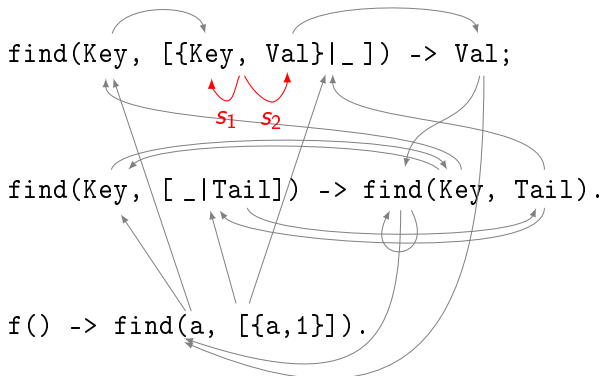 find(Key, [{Key, Val}|_ ]) -> Val;
s1 s2
find(Key, [ _|Tail]) -> find(Key, Tail).
f() -> find(a, [{a,1}]).